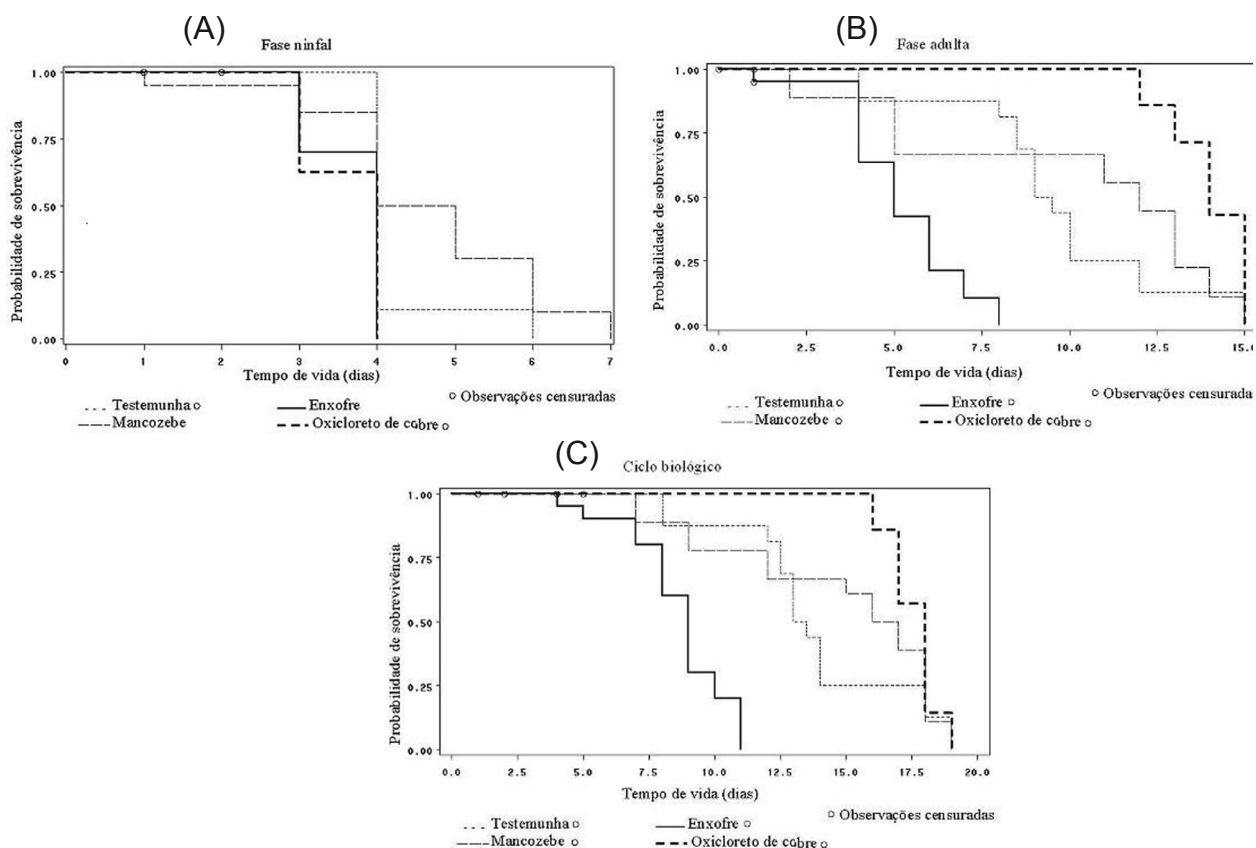 (A)
Fase ninfal
Probabilidade de sobrevivência
1.00
0.75
0.50
0.25
0.00
0 1 2 3 4 5 6 7
Tempo de vida (dias)
Observações censuradas
Testemunha Enxofre
Mancozebe Oxicloreto de cobre
(B)
Fase adulta
Probabilidade de sobrevivência
1.00
0.75
0.50
0.25
0.00
0.0 2.5 5.0 7.5 10.0 12.5 15.0
Tempo de vida (dias)
Observações censuradas
Testemunha Enxofre
Mancozebe Oxicloreto de cobre
(C)
Ciclo biológico
Probabilidade de sobrevivência
1.00
0.75
0.50
0.25
0.00
0.0 2.5 5.0 7.5 10.0 12.5 15.0 17.5 20.0
Tempo de vida (dias)
Observações censuradas
Testemunha Enxofre
Mancozebe Oxicloreto de cobre